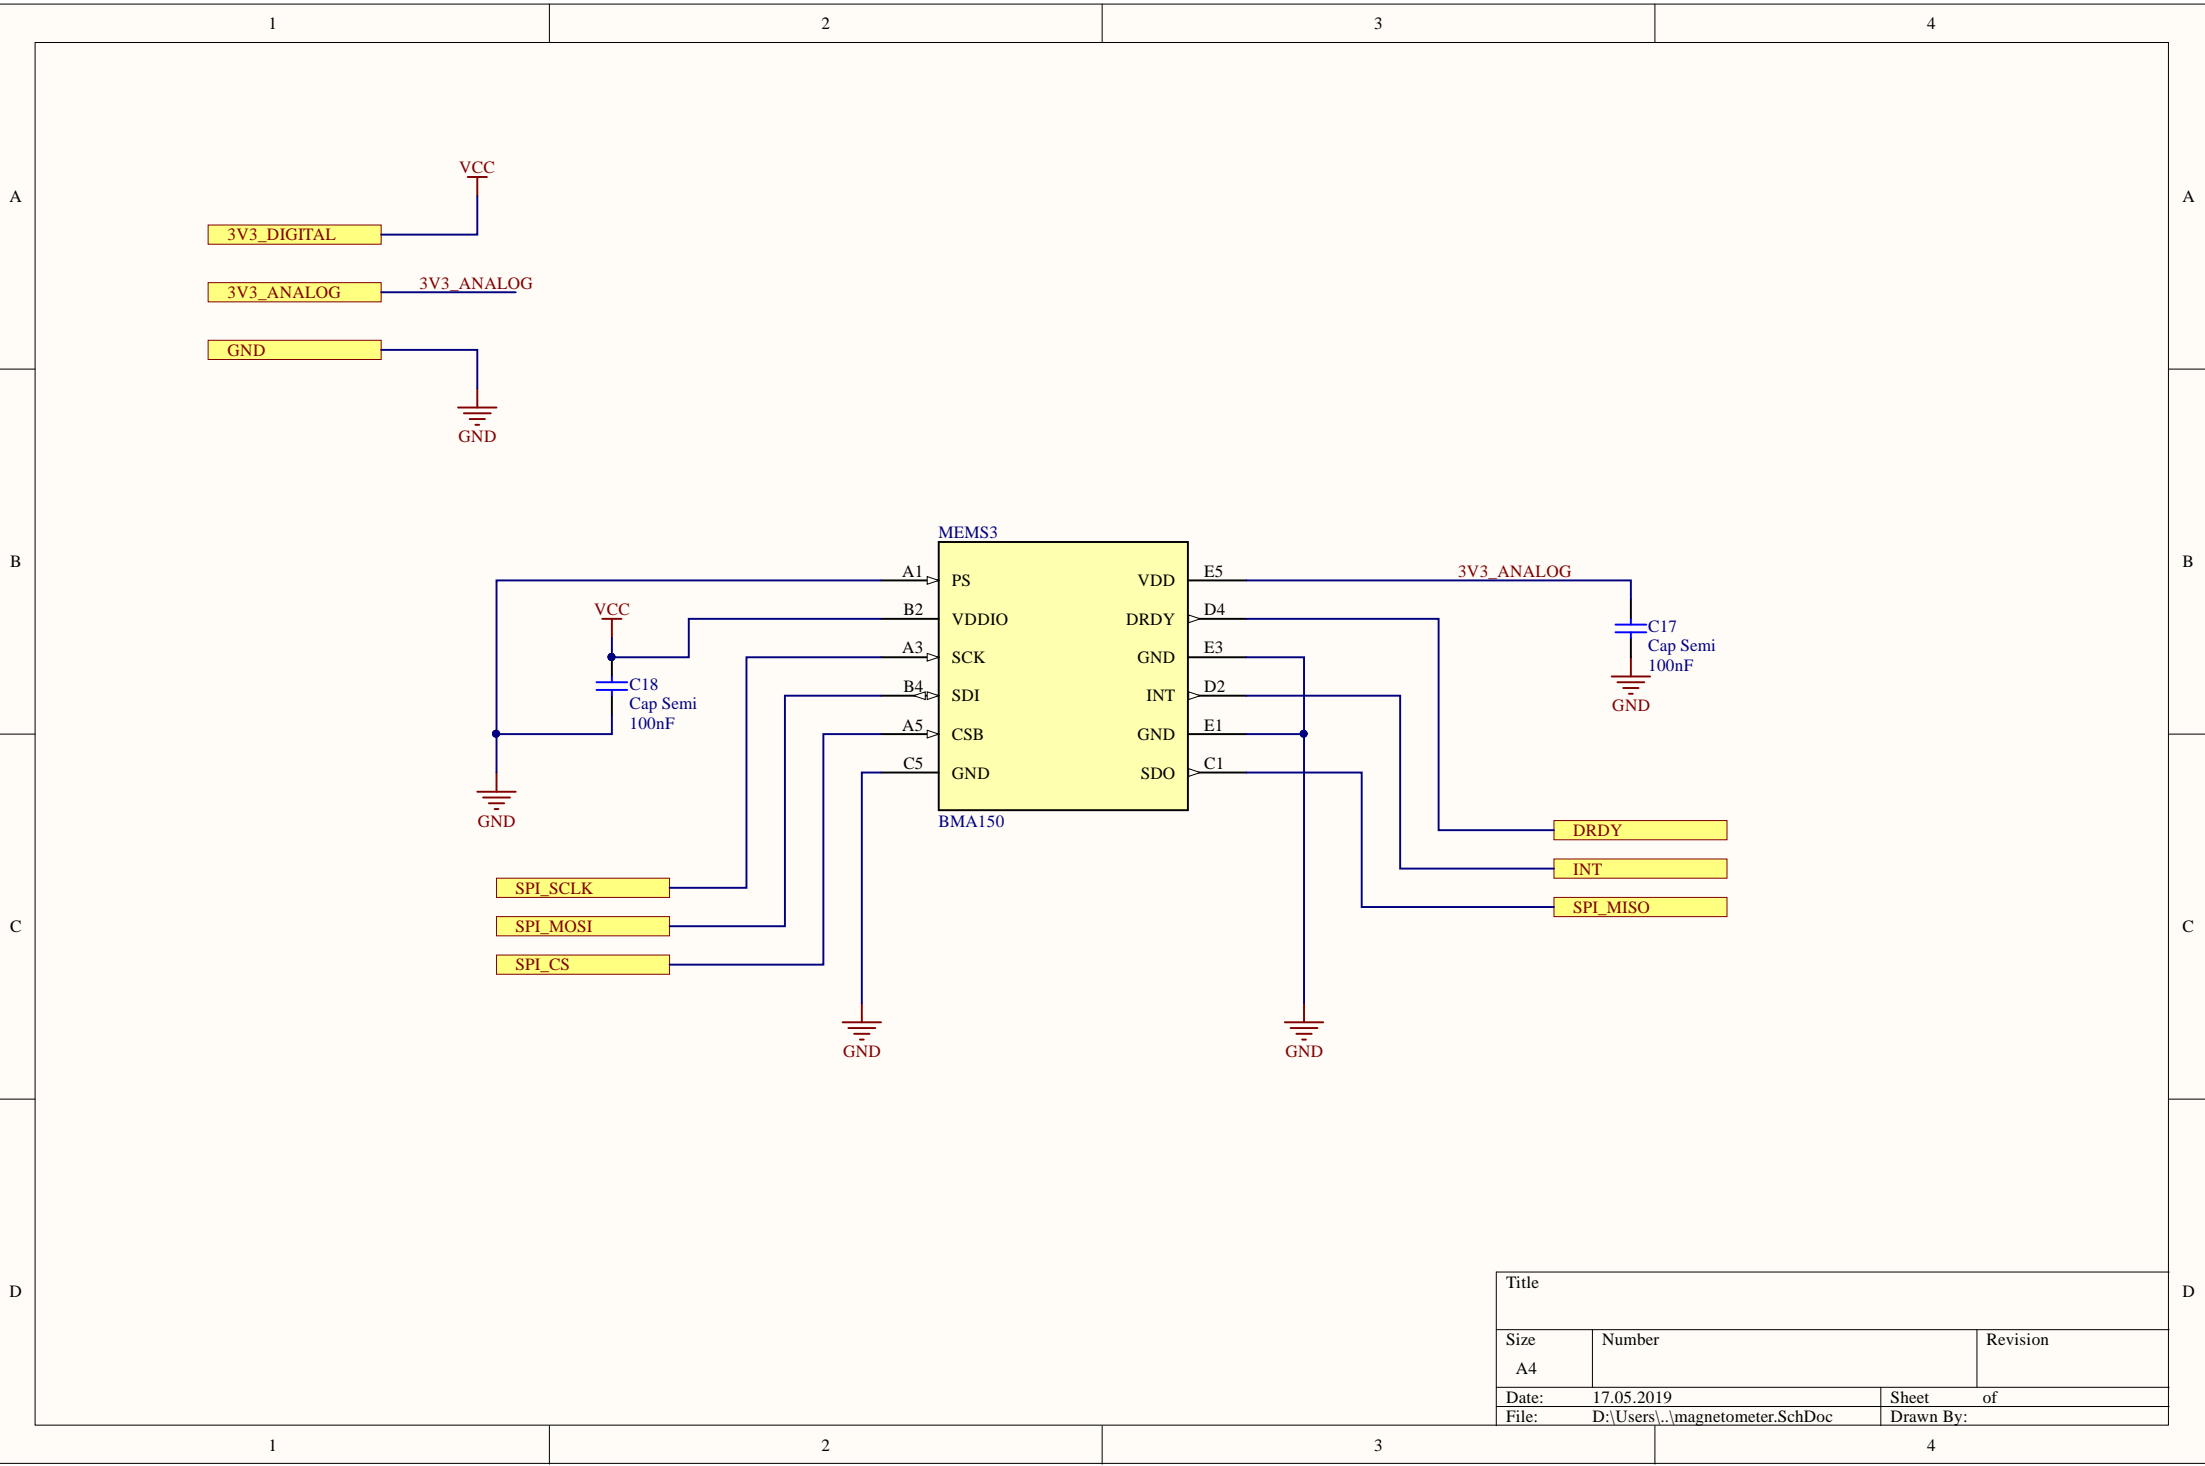 1 2 3 4
A A
VCC
3V3_DIGITAL
3V3_ANALOG 3V3_ANALOG
GND
GND
MEMS3
B B
A1 PS VDD E5 3V3_ANALOG
VCC B2 VDDIO DRDY D4
A3 SCK GND E3
C17
Cap Semi
100nF
GND
B4 SDI INT D2
C18
Cap Semi
100nF
A5 CSB GND E1
C5 GND SDO C1
GND
BMA150
DRDY
INT
SPI_MISO
SPI_SCLK
SPI_MOSI
SPI_CS
C C
GND GND
D D
Title
Size Number Revision
A4
Date: 17.05.2019 Sheet of
File: D:\Users\..\magnetometer.SchDoc Drawn By:
1 2 3 4